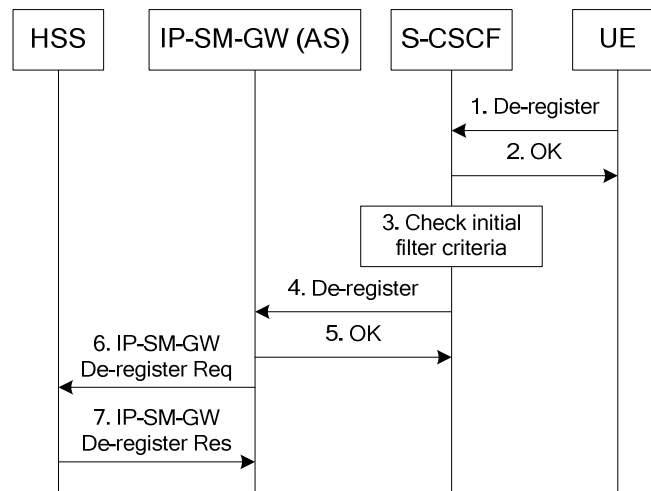 HSS
IP-SM-GW (AS)
S-CSCF
UE
1. De-register
2. OK
3. Check initial
filter criteria
4. De-register
5. OK
6. IP-SM-GW
De-register Req
7. IP-SM-GW
De-register Res